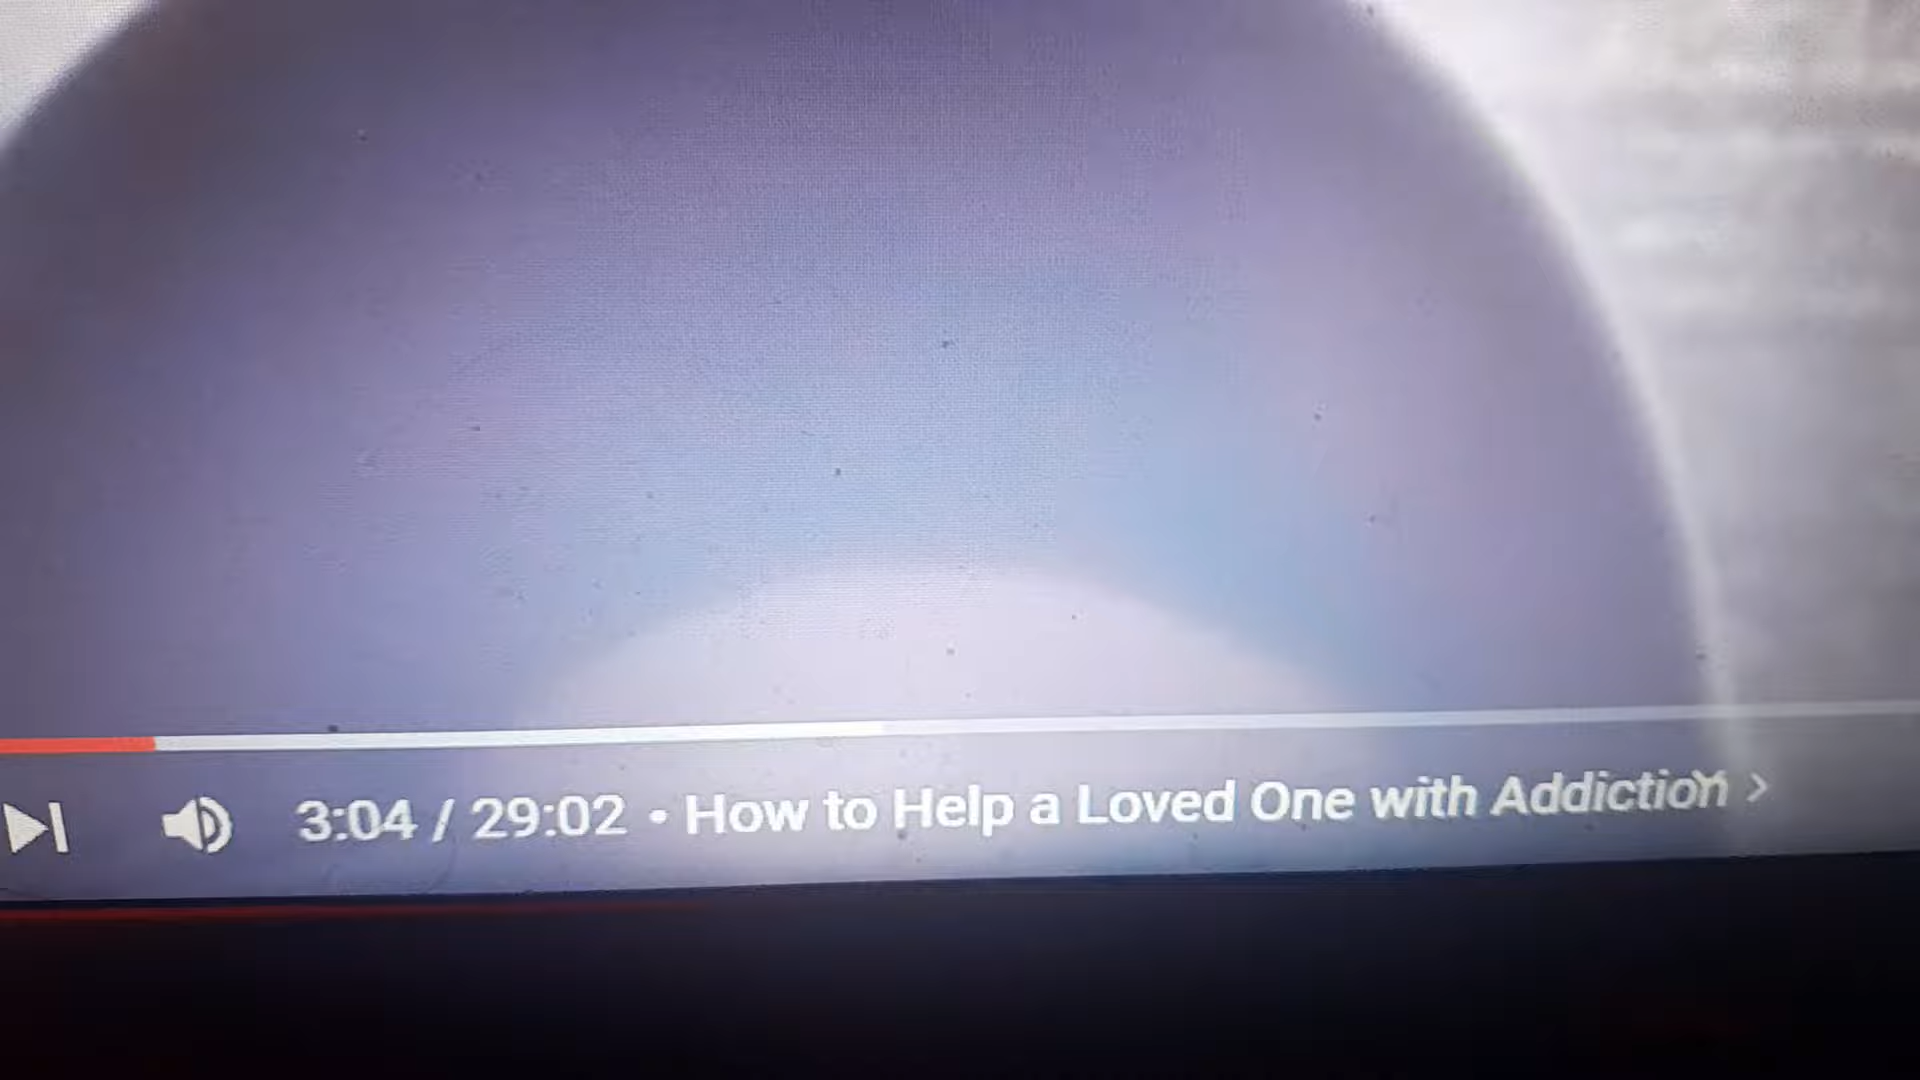 3:04 / 29:02 • How to Help a Loved One with Addiction >